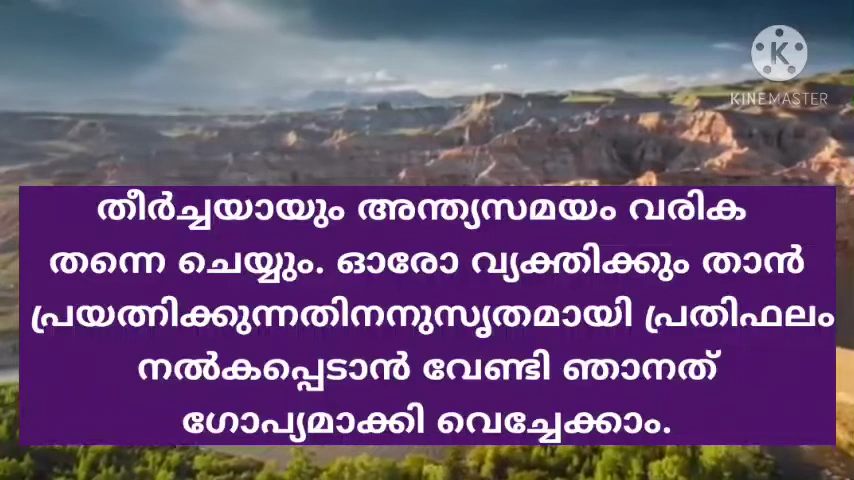 KINEMASTER
തീർച്ചയായും അന്ത്യസമയം വരിക
തന്നെ ചെയ്യും. ഓരോ വ്യക്തിക്കും താൻ
പ്രയത്നിക്കുന്നതിനനുസൃതമായി പ്രതിഫലം
നൽകപ്പെടാൻ വേണ്ടി ഞാനത്
ഗോപ്യമാക്കി വെച്ചേക്കാം.